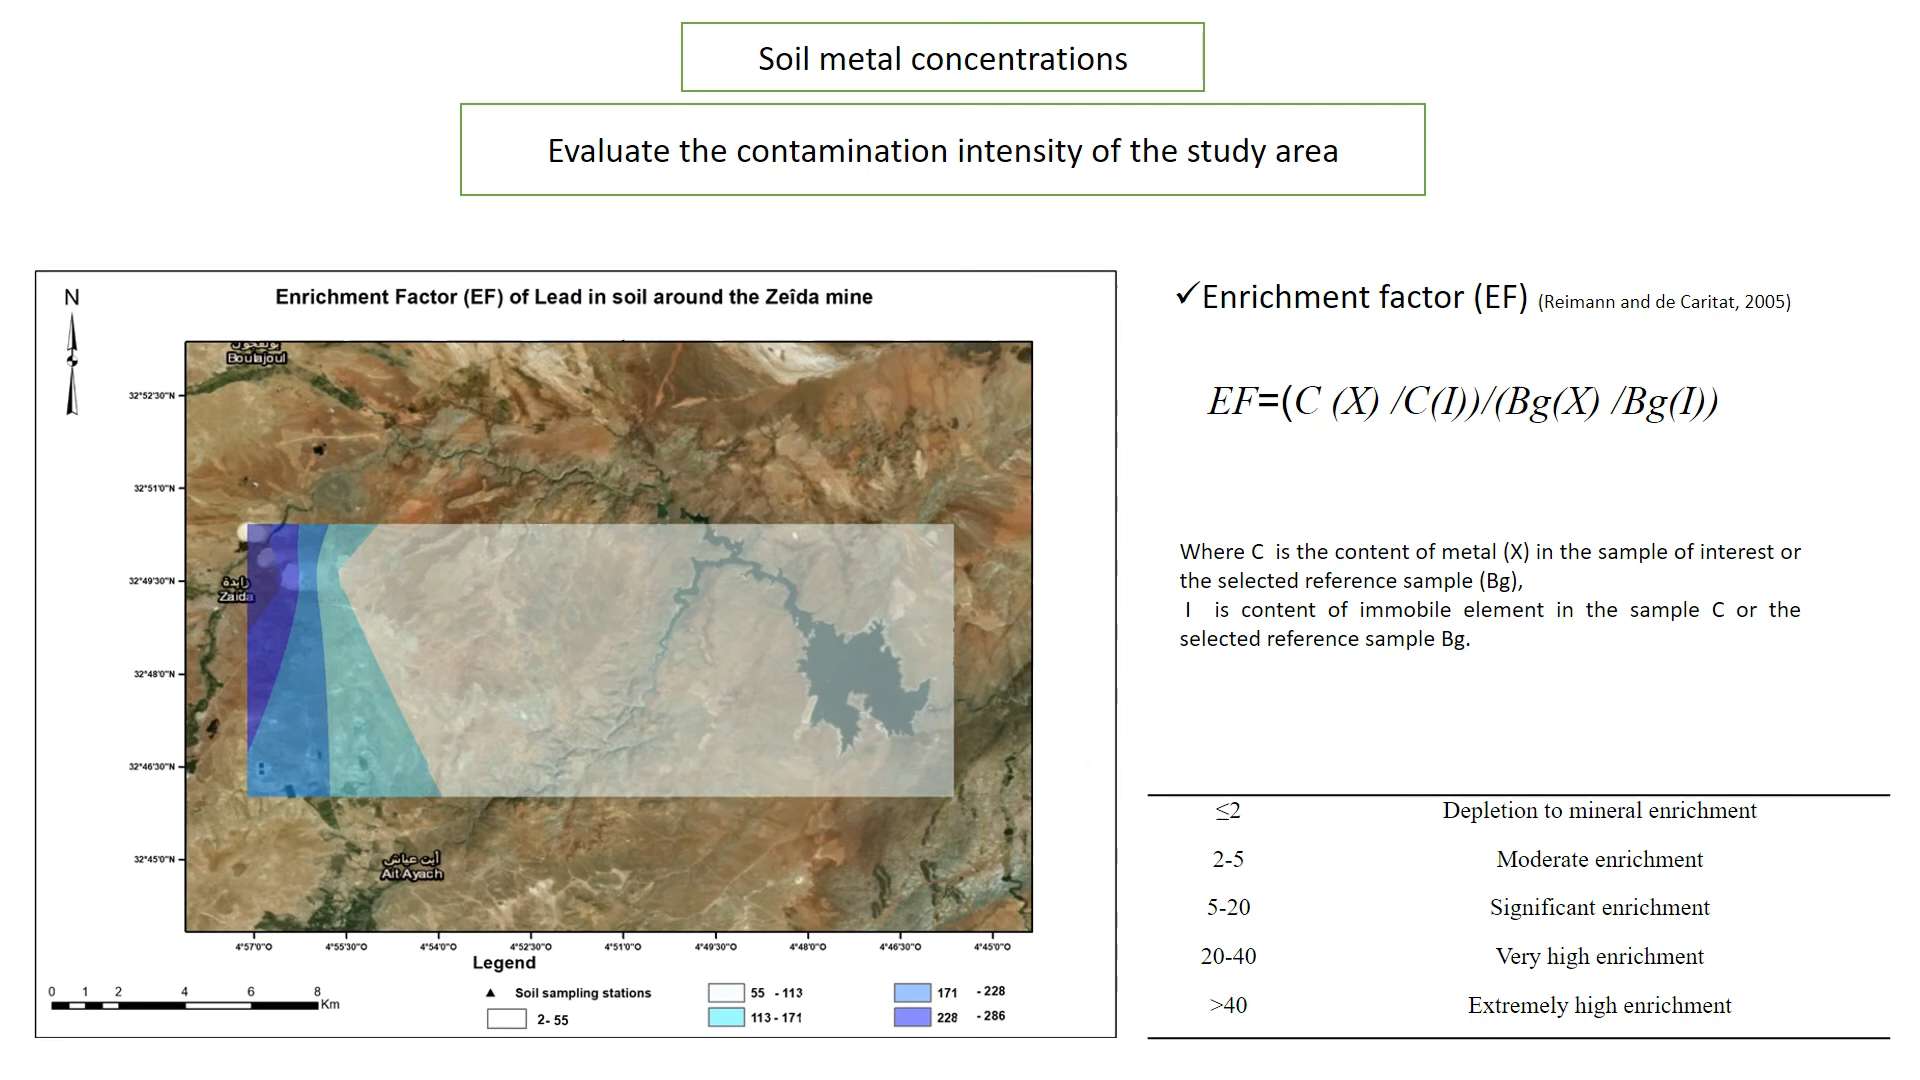 Soil metal concentrations
Evaluate the contamination intensity of the study area
N
Enrichment Factor (EF) of Lead in soil around the Zeîda mine
Boulajoul
32°52'30"N
32°51'0"N
32°49'30"N
زايدة
Zaida
32°48'0"N
32°46'30"N
32°45'0"N
أيت عياش
Ait Ayach
4°57'0"O 4°55'30"O 4°54'0"O 4°52'30"O 4°51'0"O 4°49'30"O 4°48'0"O 4°46'30"O 4°45'0"O
Legend
0 1 2 4 6 8
Km
Soil sampling stations
2- 55
55 - 113
113 - 171
171 - 228
228 - 286
✓Enrichment factor (EF) (Reimann and de Caritat, 2005)
EF=(C (X) /C(I))/(Bg(X) /Bg(I))
Where C is the content of metal (X) in the sample of interest or
the selected reference sample (Bg),
I is content of immobile element in the sample C or the
selected reference sample Bg.
≤2 Depletion to mineral enrichment
2-5 Moderate enrichment
5-20 Significant enrichment
20-40 Very high enrichment
>40 Extremely high enrichment